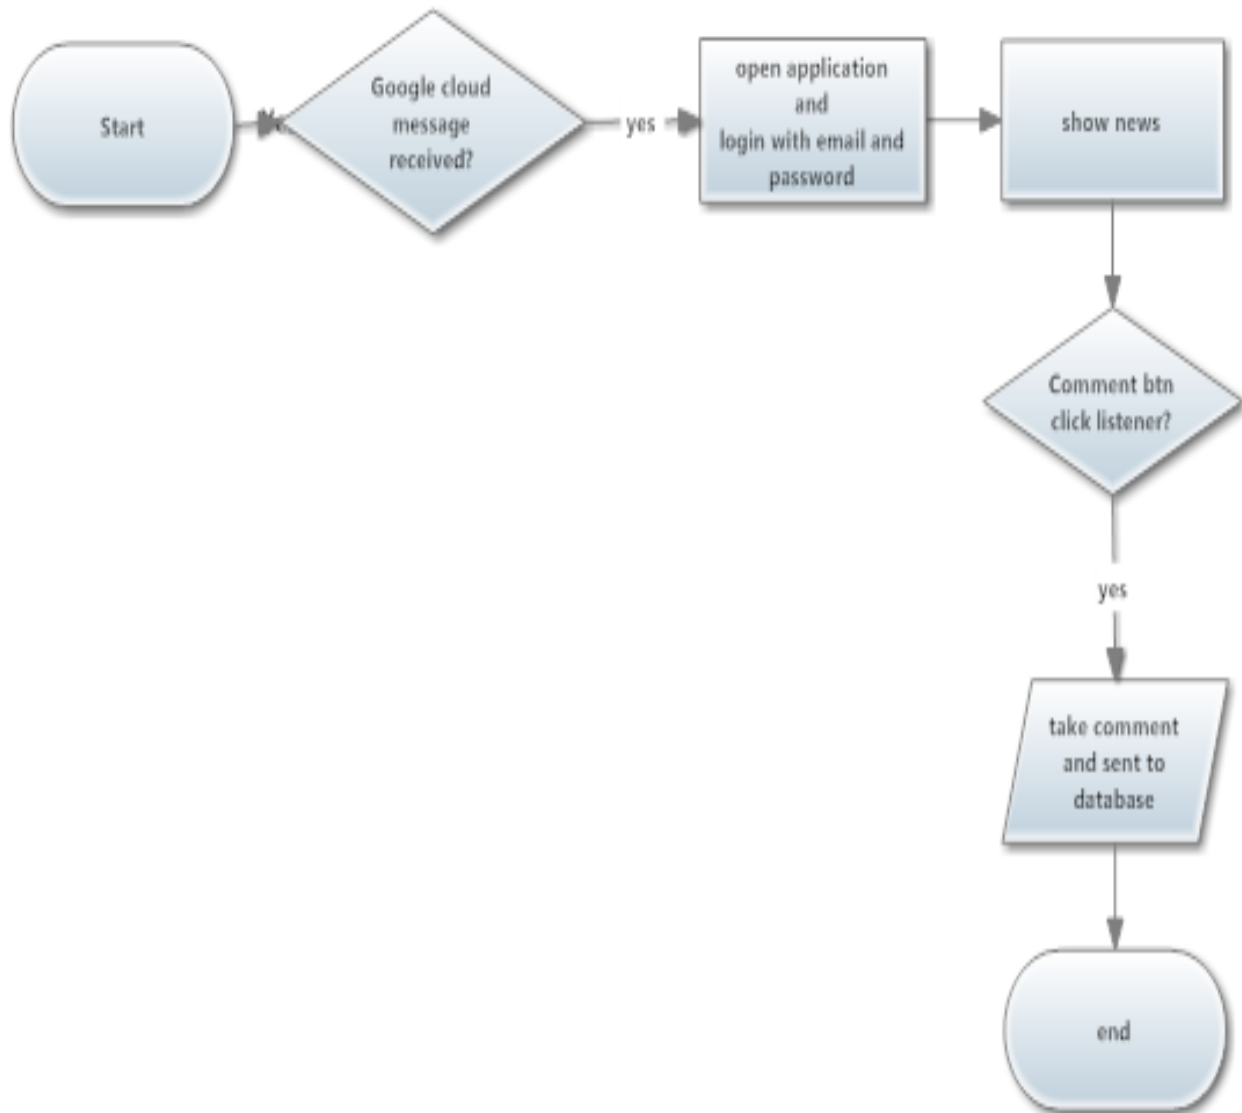 Start
Google cloud
message
received?
yes
open application
and
login with email and
password
show news
Comment btn
click listener?
yes
take comment
and sent to
database
end